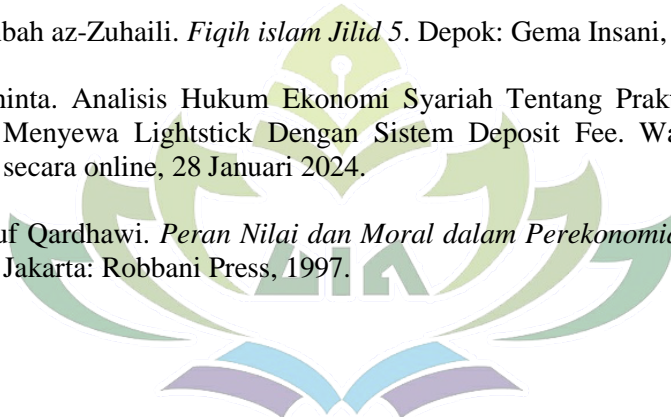 bah az-Zuhaili. Fiqih islam Jilid 5. Depok: Gema Insani,
inta. Analisis Hukum Ekonomi Syariah Tentang Prakt
Menyewa Lightstick Dengan Sistem Deposit Fee. Wa
secara online, 28 Januari 2024.
uf Qardhawi. Peran Nilai dan Moral dalam Perekonomia
Jakarta: Robbani Press, 1997.